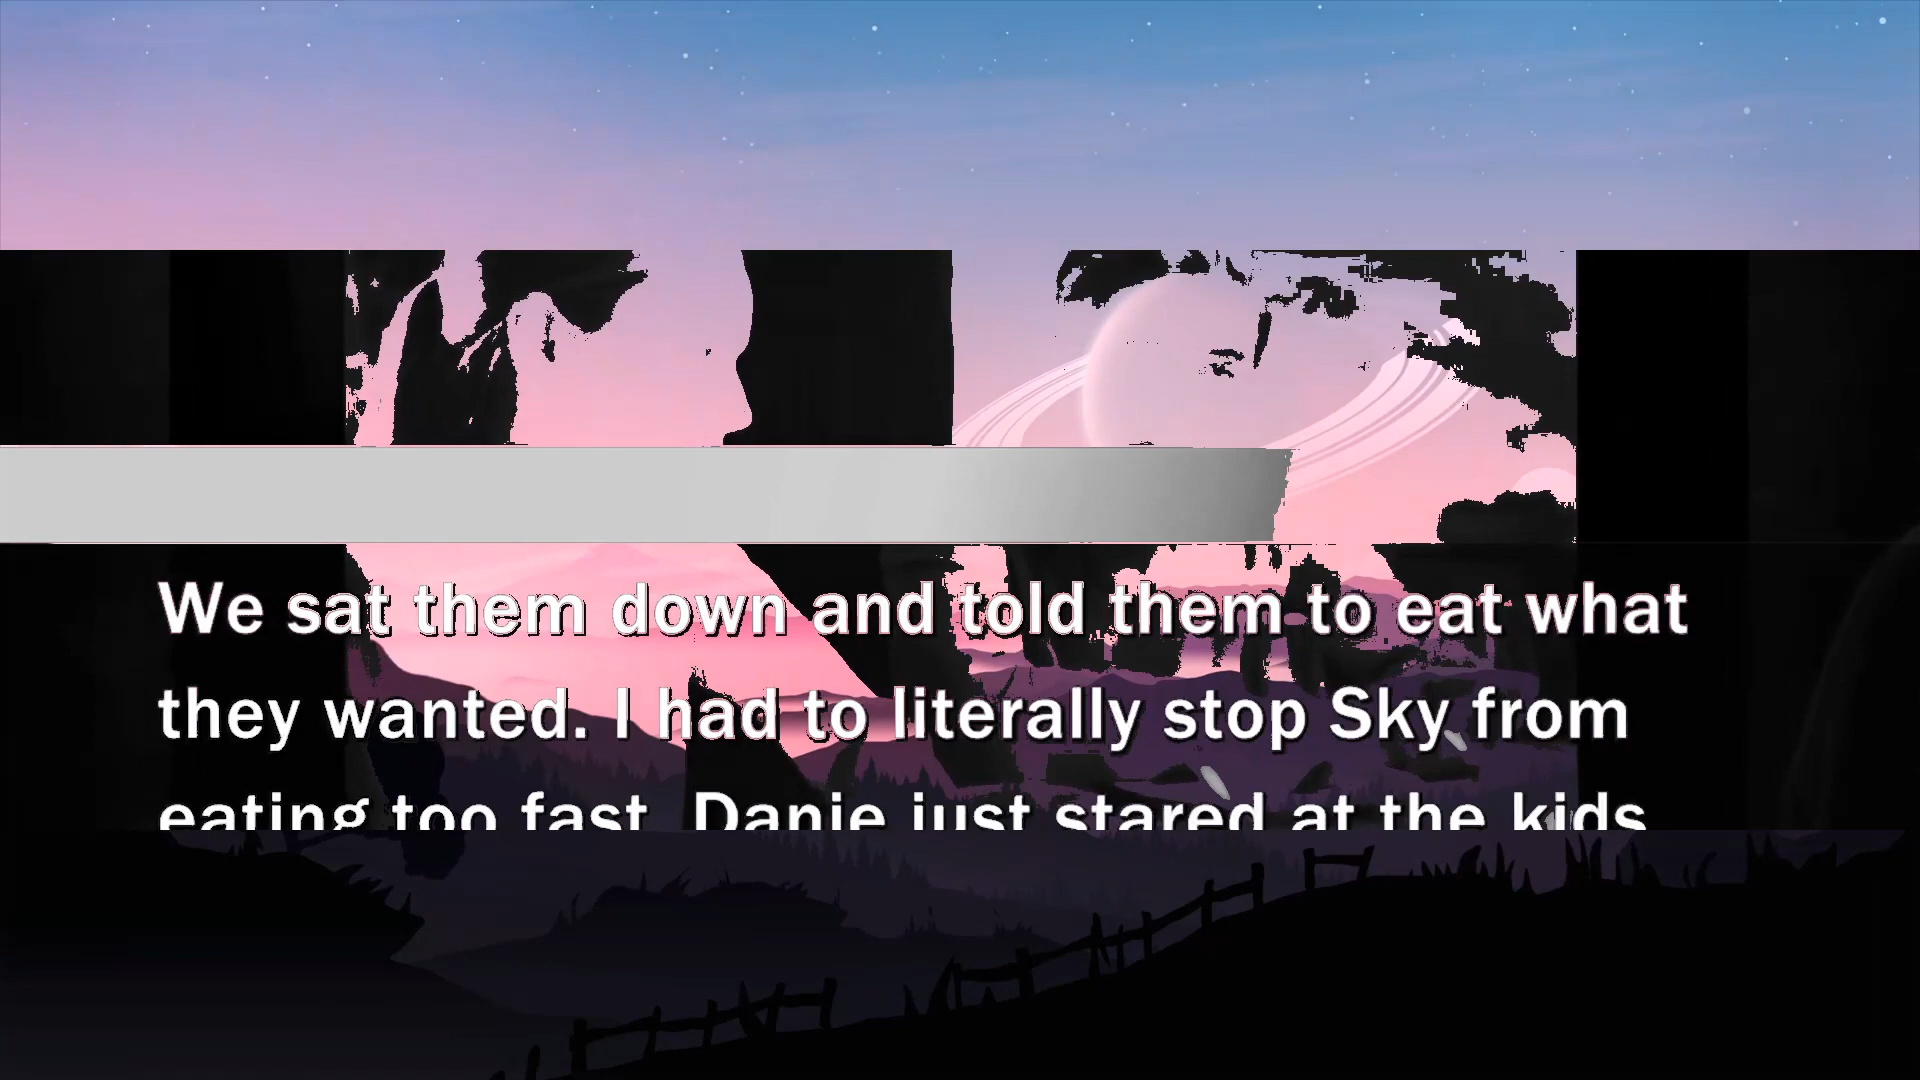 We sat them down and told them to eat what
they wanted. I had to literally stop Sky from
eating too fast. Danie just stared at the kids